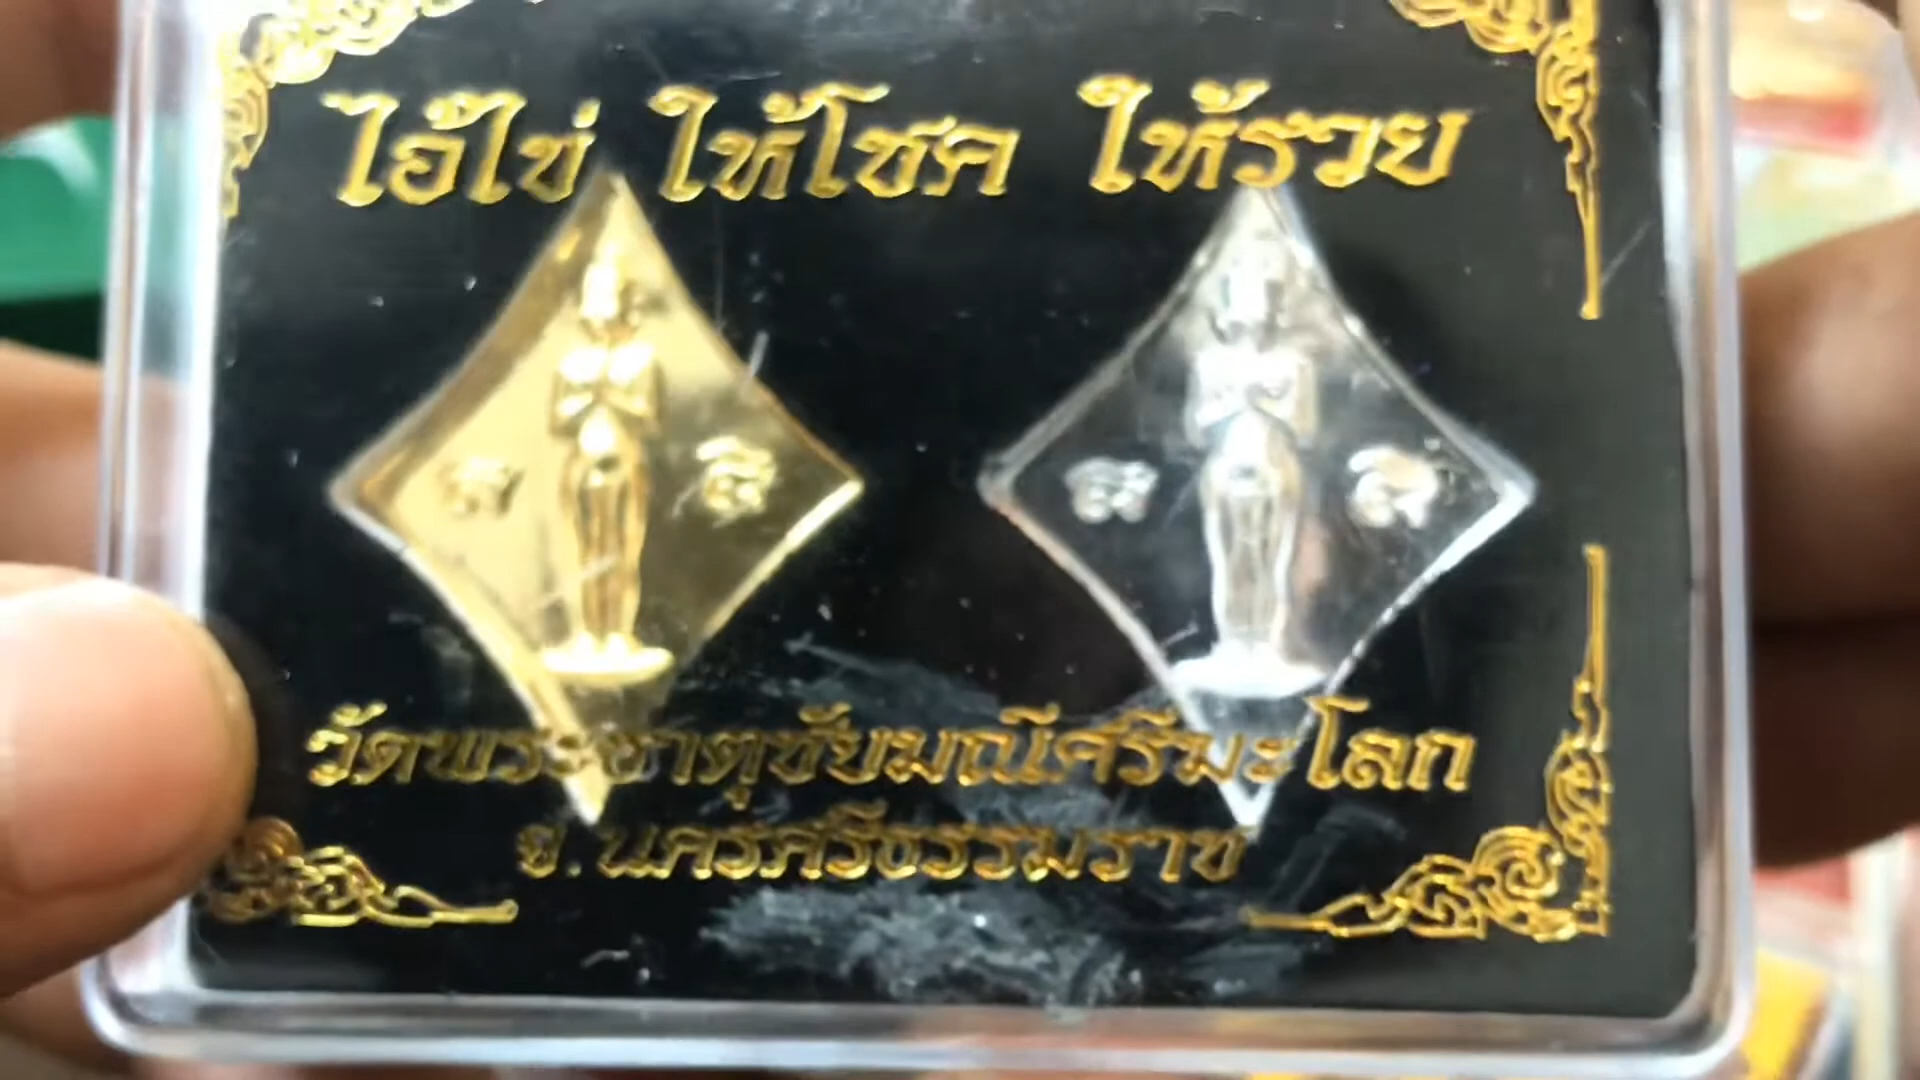 ไอ้ไข่ ให้โชค ให้รวย
วัดพระธาตุชัยมณีศรีมะโลก
จ.นครศรีธรรมราช